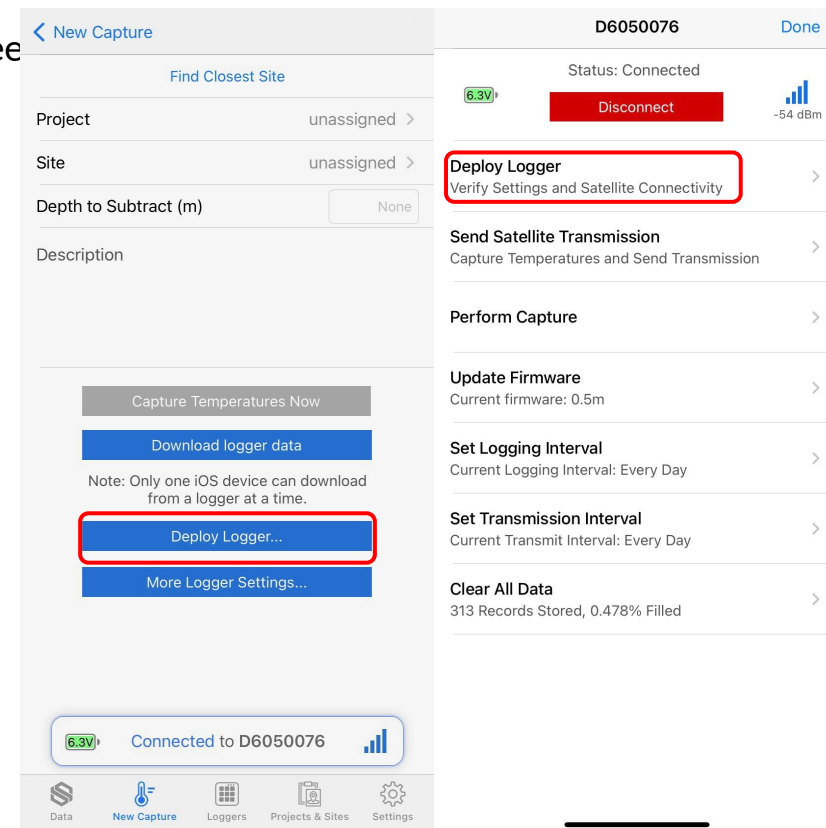 New Capture
Find Closest Site
Project unassigned
Site unassigned
Depth to Subtract (m) None
Description
Capture Temperatures Now
Download logger data
Note: Only one iOS device can download
from a logger at a time.
Deploy Logger...
More Logger Settings...
6.3V Connected to D6050076
Data New Capture Loggers Projects & Sites Settings
D6050076 Done
Status: Connected
6.3V Disconnect -54 dBm
Deploy Logger
Verify Settings and Satellite Connectivity
Send Satellite Transmission
Capture Temperatures and Send Transmission
Perform Capture
Update Firmware
Current firmware: 0.5m
Set Logging Interval
Current Logging Interval: Every Day
Set Transmission Interval
Current Transmit Interval: Every Day
Clear All Data
313 Records Stored, 0.478% Filled